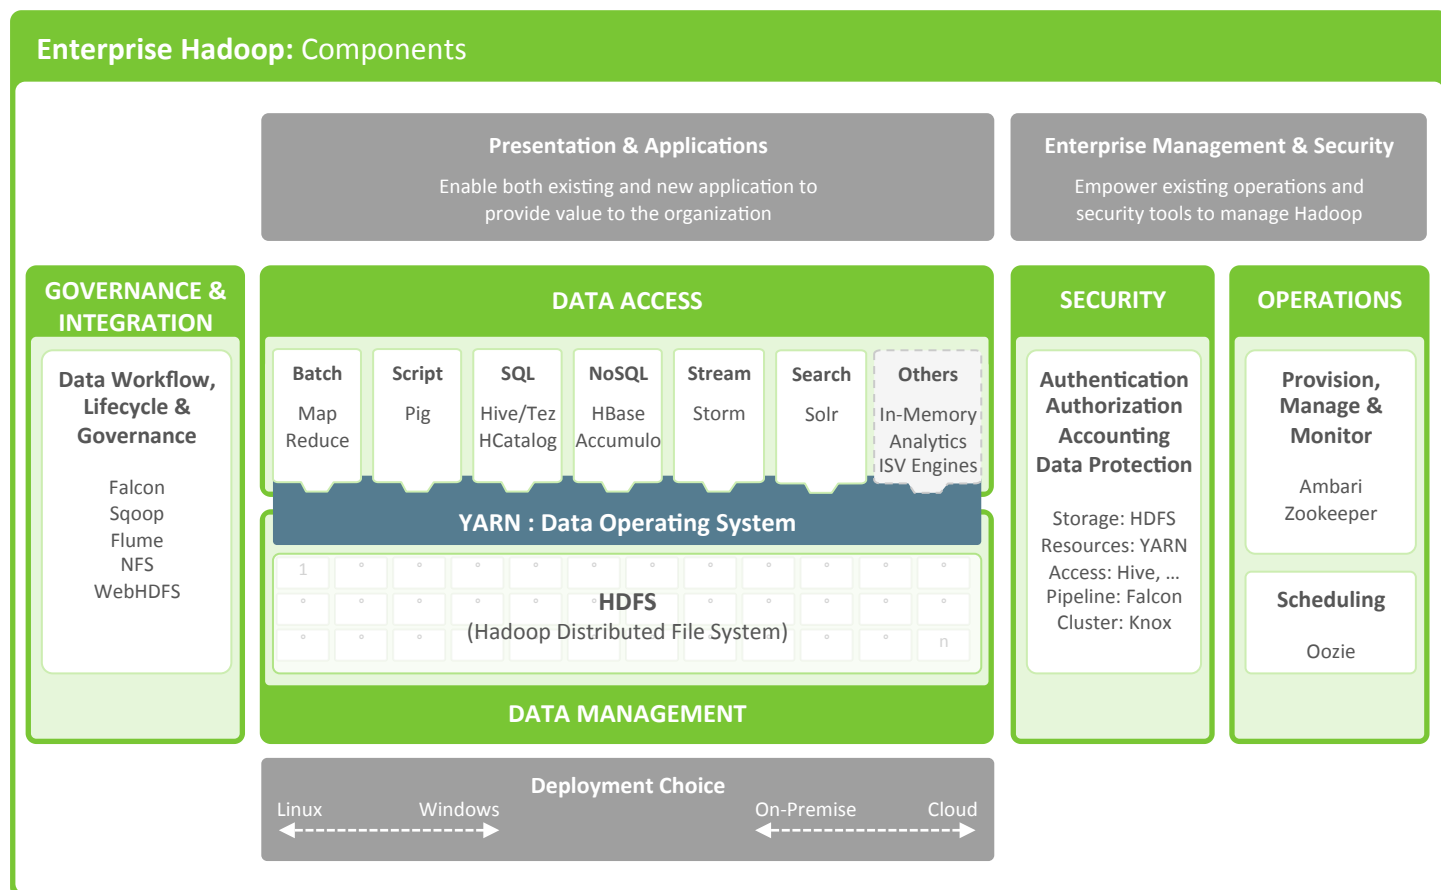 Enterprise Hadoop: Components
Presentation & Applications
Enable both existing and new application to
provide value to the organization
Enterprise Management & Security
Empower existing operations and
security tools to manage Hadoop
GOVERNANCE &
INTEGRATION
Data Workflow,
Lifecycle &
Governance
Falcon
Sqoop
Flume
NFS
WebHDFS
DATA ACCESS
Batch
Map
Reduce
Script
Pig
SQL
Hive/Tez
HCatalog
NoSQL
HBase
Accumulo
Stream
Storm
Search
Solr
Others
In-Memory
Analytics
ISV Engines
YARN : Data Operating System
1 ° ° ° ° ° ° ° ° ° ° °
° ° ° ° ° ° ° ° ° ° ° °
° ° ° ° ° ° ° ° ° ° ° n
HDFS
(Hadoop Distributed File System)
DATA MANAGEMENT
SECURITY
Authentication
Authorization
Accounting
Data Protection
Storage: HDFS
Resources: YARN
Access: Hive, …
Pipeline: Falcon
Cluster: Knox
OPERATIONS
Provision,
Manage &
Monitor
Ambari
Zookeeper
Scheduling
Oozie
Deployment Choice
Linux Windows On-Premise Cloud